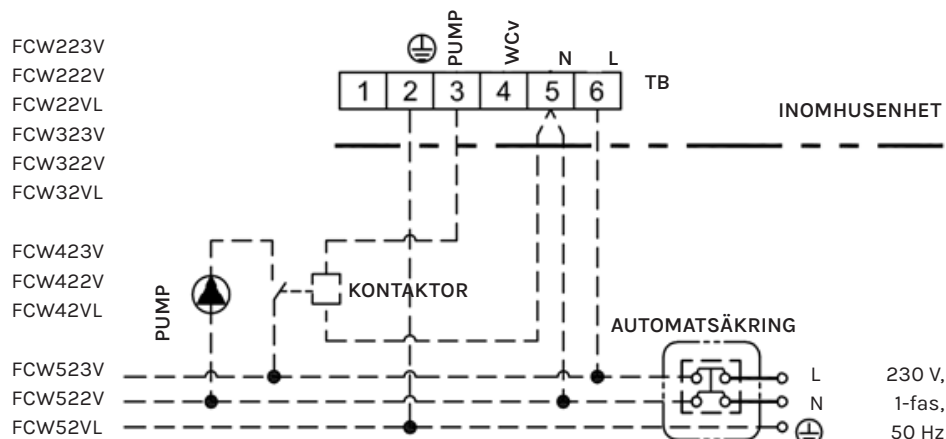 FCW223V
FCW222V
FCW22VL
FCW323V
FCW322V
FCW32VL
FCW423V
FCW422V
FCW42VL
FCW523V
FCW522V
FCW52VL
PUMP
WCv
N
L
1 2 3 4 5 6
TB
INOMHUSENHET
PUMP
KONTAKTOR
AUTOMATSÄKRING
L
230 V,
N
1-fas,
50 Hz